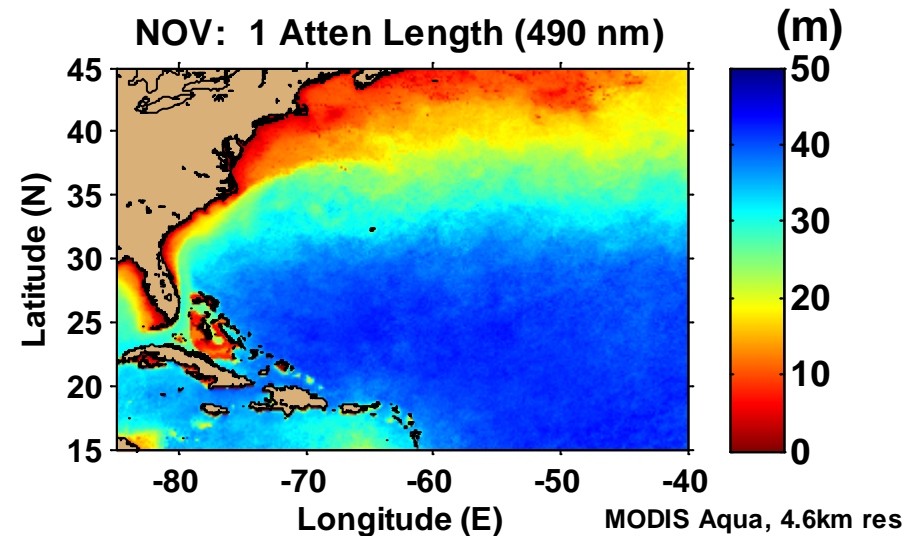 NOV: 1 Atten Length (490 nm)
(m)
45
40
35
30
25
20
15
Latitude (N)
-80 -70 -60 -50 -40
Longitude (E)
50
40
30
20
10
0
MODIS Aqua, 4.6km res